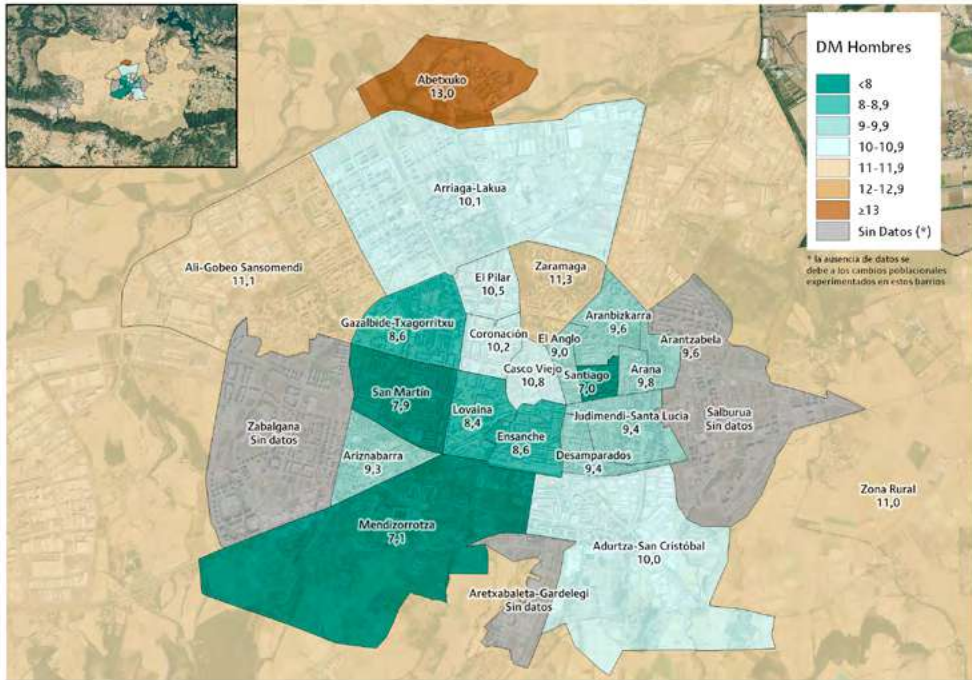 DM Hombres
<8
8-8,9
9-9,9
10-10,9
11-11,9
12-12,9
≥13
Sin Datos (*)
* la ausencia de datos se
debe a los cambios poblacionales
experimentados en estos barrios
Abetxuko
13,0
Arriaga-Lakua
10,1
Ali-Gobeo Sansomendi
11,1
El Pilar
10,5
Zaramaga
11,3
Gazalbide-Txagorritxu
8,6
Coronación
10,2
El Anglo
9,0
Aranbizkarra
9,6
Arantzabela
9,6
Casco Viejo
10,8
Santiago
7,0
Arana
9,8
San Martín
7,9
Lovaina
8,4
Judimendi-Santa Lucía
9,4
Salburua
Sin datos
Zabalgana
Sin datos
Ensanche
8,6
Desamparados
9,4
Ariznabarra
9,3
Zona Rural
11,0
Mendizorrotza
7,1
Adurtza-San Cristóbal
10,0
Aretxabaleta-Gardelegi
Sin datos